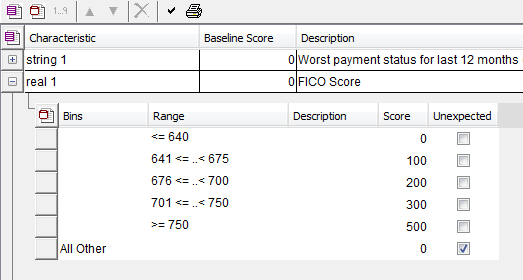 1..9
Characteristic Baseline Score Description
string 1 0 Worst payment status for last 12 months
real 1 0 FICO Score
Bins Range Description Score Unexpected
<= 640 0
641 <= ..< 675 100
676 <= ..< 700 200
701 <= ..< 750 300
>= 750 500
All Other 0